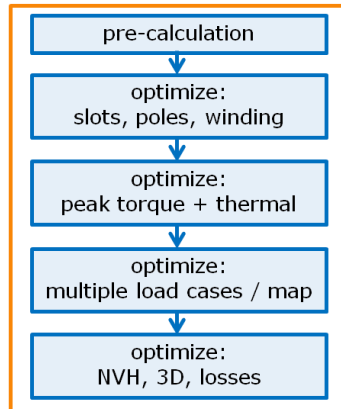 pre-calculation
optimize:
slots, poles, winding
optimize:
peak torque + thermal
optimize:
multiple load cases / map
optimize:
NVH, 3D, losses